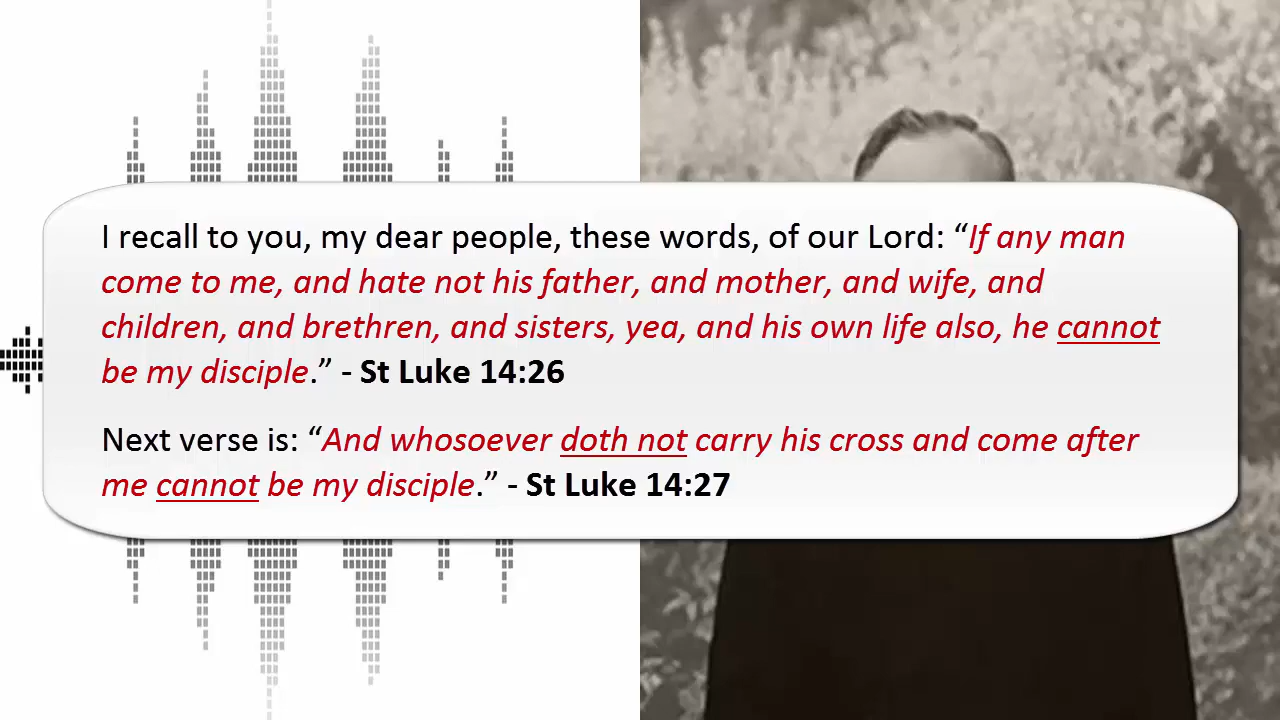 I recall to you, my dear people, these words, of our Lord: “If any man
come to me, and hate not his father, and mother, and wife, and
children, and brethren, and sisters, yea, and his own life also, he cannot
be my disciple.” - St Luke 14:26
Next verse is: “And whosoever doth not carry his cross and come after
me cannot be my disciple.” - St Luke 14:27